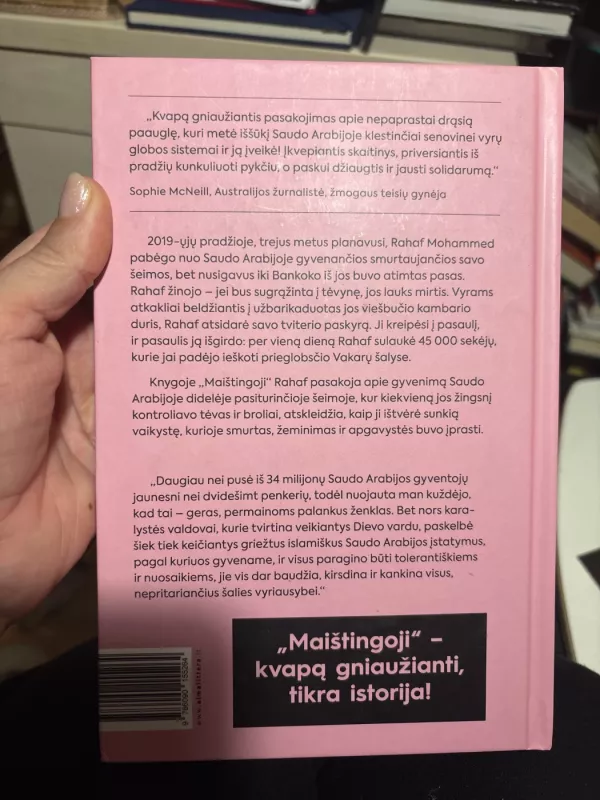 „Kvapą gniaužiantis pasakojimas apie nepaprastai drąsią
paauglę, kuri metė iššūkį Saudo Arabijoje klestinčiai senovinei vyrų
globos sistemai ir ją įveikė! Įkvepiantis skaitinys, priversiantis iš
pradžių kunkuliuoti pykčiu, o paskui džiaugtis ir jausti solidarumą.“
Sophie McNeill, Australijos žurnalistė, žmogaus teisių gynėja
2019-ųjų pradžioje, trejus metus planavusi, Rahaf Mohammed
pabėgo nuo Saudo Arabijoje gyvenančios smurtaujančios savo
šeimos, bet nusigavus iki Bankoko iš jos buvo atimtas pasas.
Rahaf žinojo – jei bus sugrąžinta į tėvynę, jos lauks mirtis. Vyrams
atkakliai beldžiantis į užbarikaduotas jos viešbučio kambario
duris, Rahaf atsidarė savo tviterio paskyrą. Ji kreipėsi į pasaulį,
ir pasaulis ją išgirdo: per vieną dieną Rahaf sulaukė 45 000 sekėjų,
kurie jai padėjo ieškoti prieglobsčio Vakarų šalyse.
Knygoje „Maištingoji“ Rahaf pasakoja apie gyvenimą Saudo
Arabijoje didelėje pasiturinčioje šeimoje, kur kiekvieną jos žingsnį
kontroliavo tėvas ir broliai, atskleidžia, kaip ji ištvėrė sunkią
vaikystę, kurioje smurtas, žeminimas ir apgavystės buvo įprasti.
„Daugiau nei pusė iš 34 milijonų Saudo Arabijos gyventojų
jaunesni nei dvidešimt penkerių, todėl nuojauta man kuždėjo,
kad tai – geras, permainoms palankus ženklas. Bet nors kara-
lystės valdovai, kurie tvirtina veikiantys Dievo vardu, paskelbė
šiek tiek keičiantys griežtus islamiškus Saudo Arabijos įstatymus,
pagal kuriuos gyvename, ir visus paragino būti tolerantiškiems
ir nuosaikiems, jie vis dar baudžia, kirsdina ir kankina visus,
nepritariančius šalies vyriausybei.“
„Maištingoji“ –
kvapą gniaužianti,
tikra istorija!
www.almalittera.lt